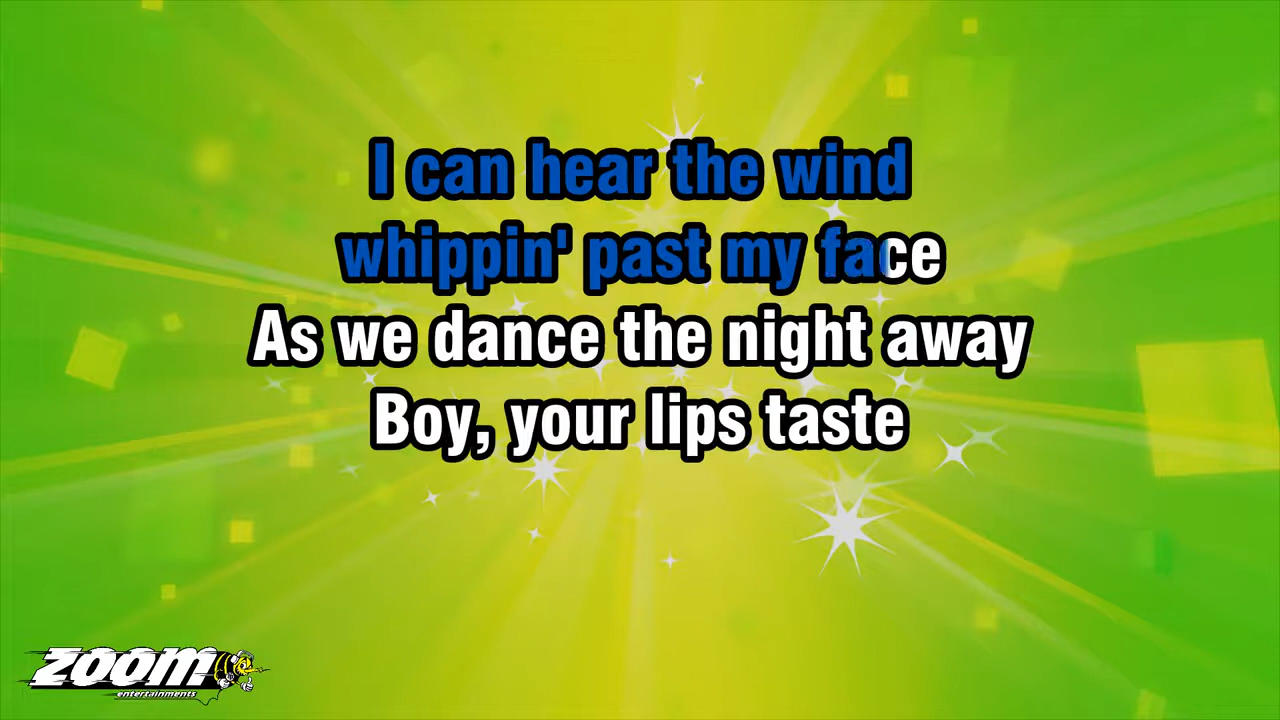 I can hear the wind
whippin' past my face
As we dance the night away
Boy, your lips taste
ZOOM
entertainments